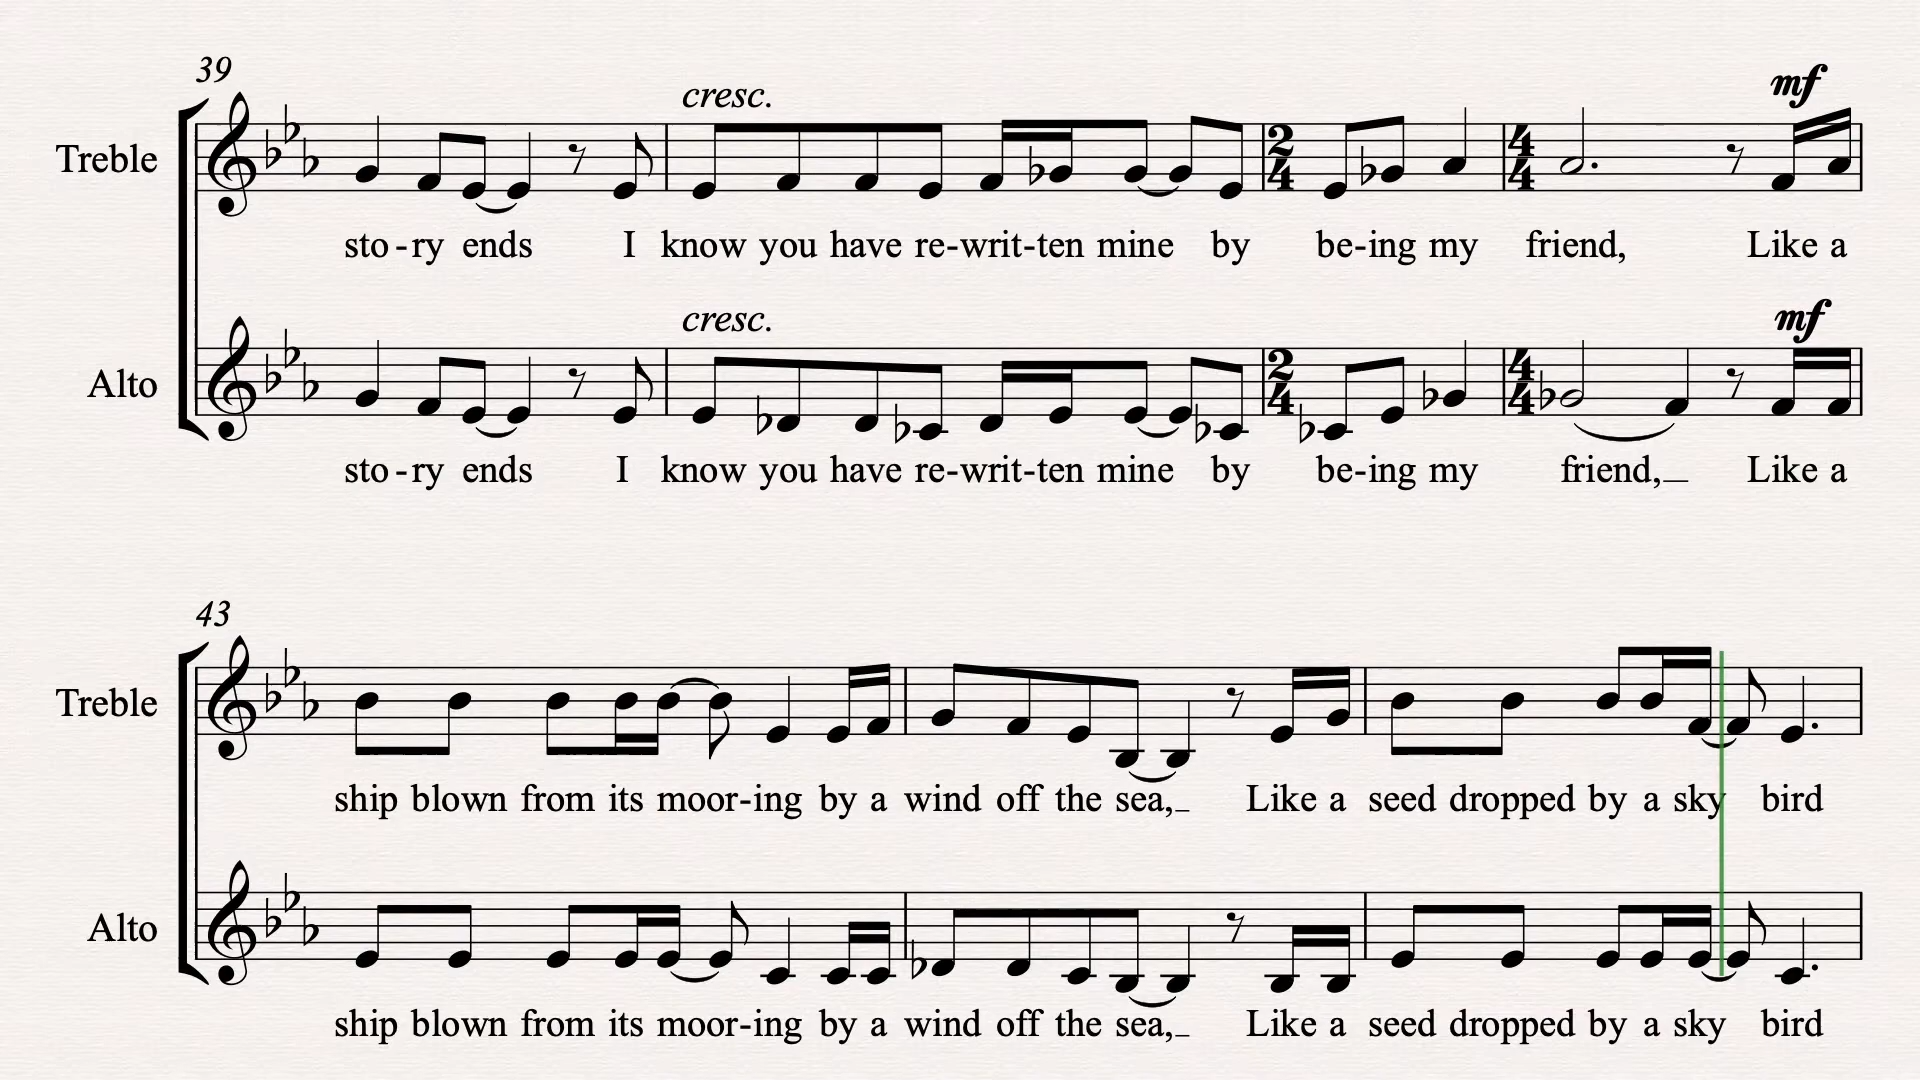 39
cresc.
mf
Treble
2 4
4 4
sto - ry ends I know you have re-writ-ten mine by be-ing my friend, Like a
cresc.
mf
Alto
2 4
4 4
sto - ry ends I know you have re-writ-ten mine by be-ing my friend,_ Like a
43
Treble
ship blown from its moor-ing by a wind off the sea,_ Like a seed dropped by a sky bird
Alto
ship blown from its moor-ing by a wind off the sea,_ Like a seed dropped by a sky bird